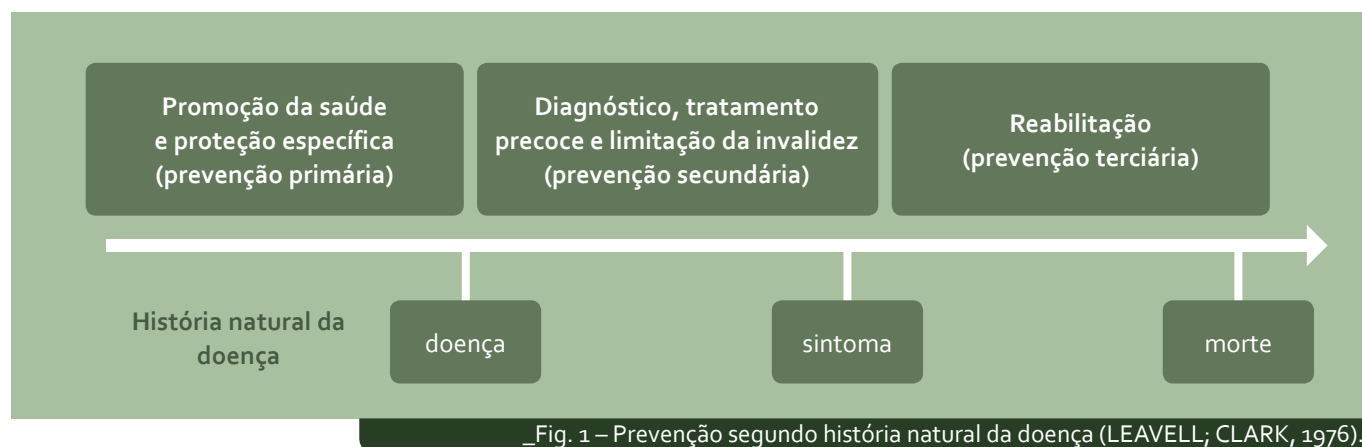 Promoção da saúde
e proteção específica
(prevenção primária)
Diagnóstico, tratamento
precoce e limitação da invalidez
(prevenção secundária)
Reabilitação
(prevenção terciária)
História natural da
doença
doença
sintoma
morte
_Fig. 1 – Prevenção segundo história natural da doença (LEAVELL; CLARK, 1976).